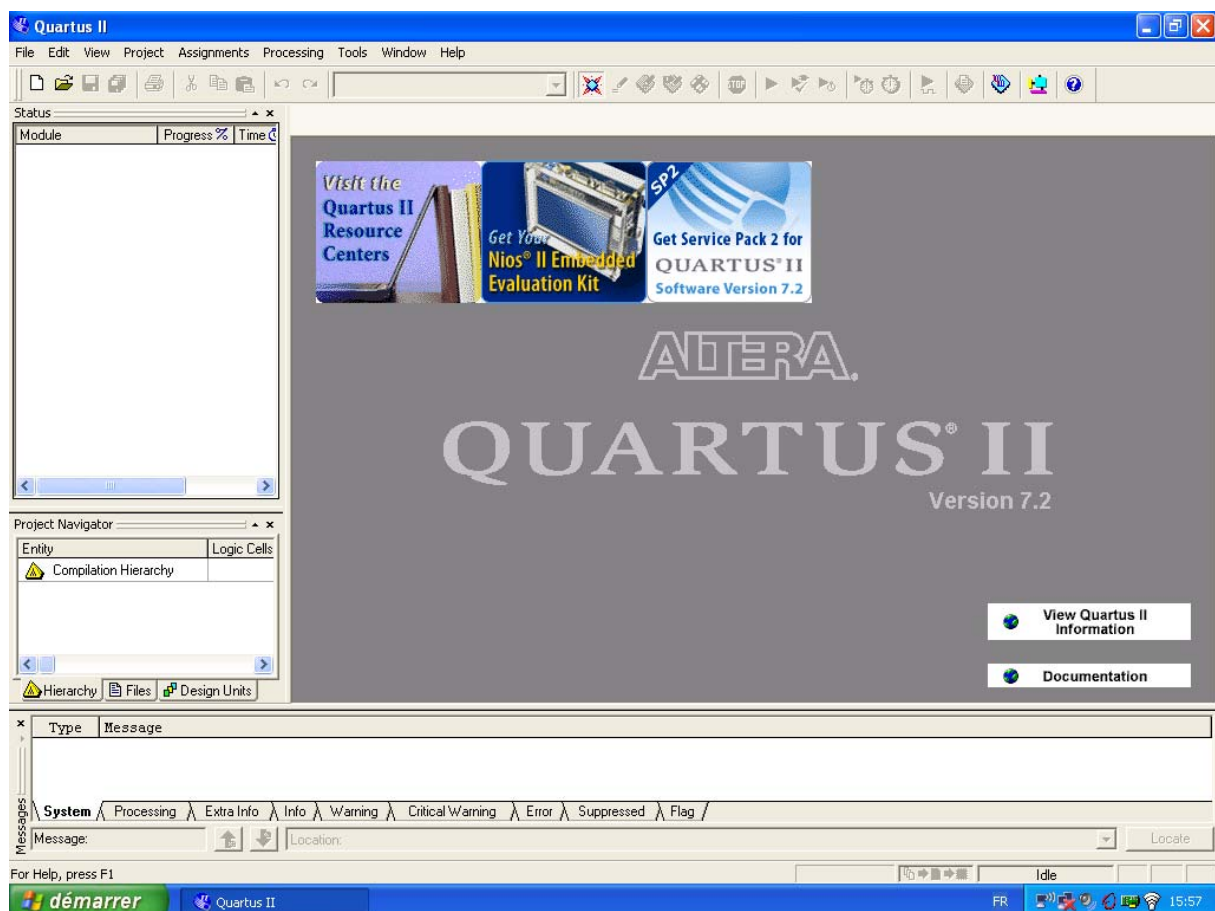 Quartus II
File Edit View Project Assignments Processing Tools Window Help
STOP
Status
Module Progress % Time
Visit the
Quartus II
Resource
Centers
Get Your
Nios® II Embedded
Evaluation Kit
SP2
Get Service Pack 2 for
QUARTUS® II
Software Version 7.2
ALTERA®
QUARTUS® II
Version 7.2
Project Navigator
Entity Logic Cells
Compilation Hierarchy
View Quartus II
Information
Documentation
Hierarchy Files Design Units
Type Message
Messages
System Processing Extra Info Info Warning Critical Warning Error Suppressed Flag
Message: Location: Locate
For Help, press F1 Idle
démarrer Quartus II FR 15:57